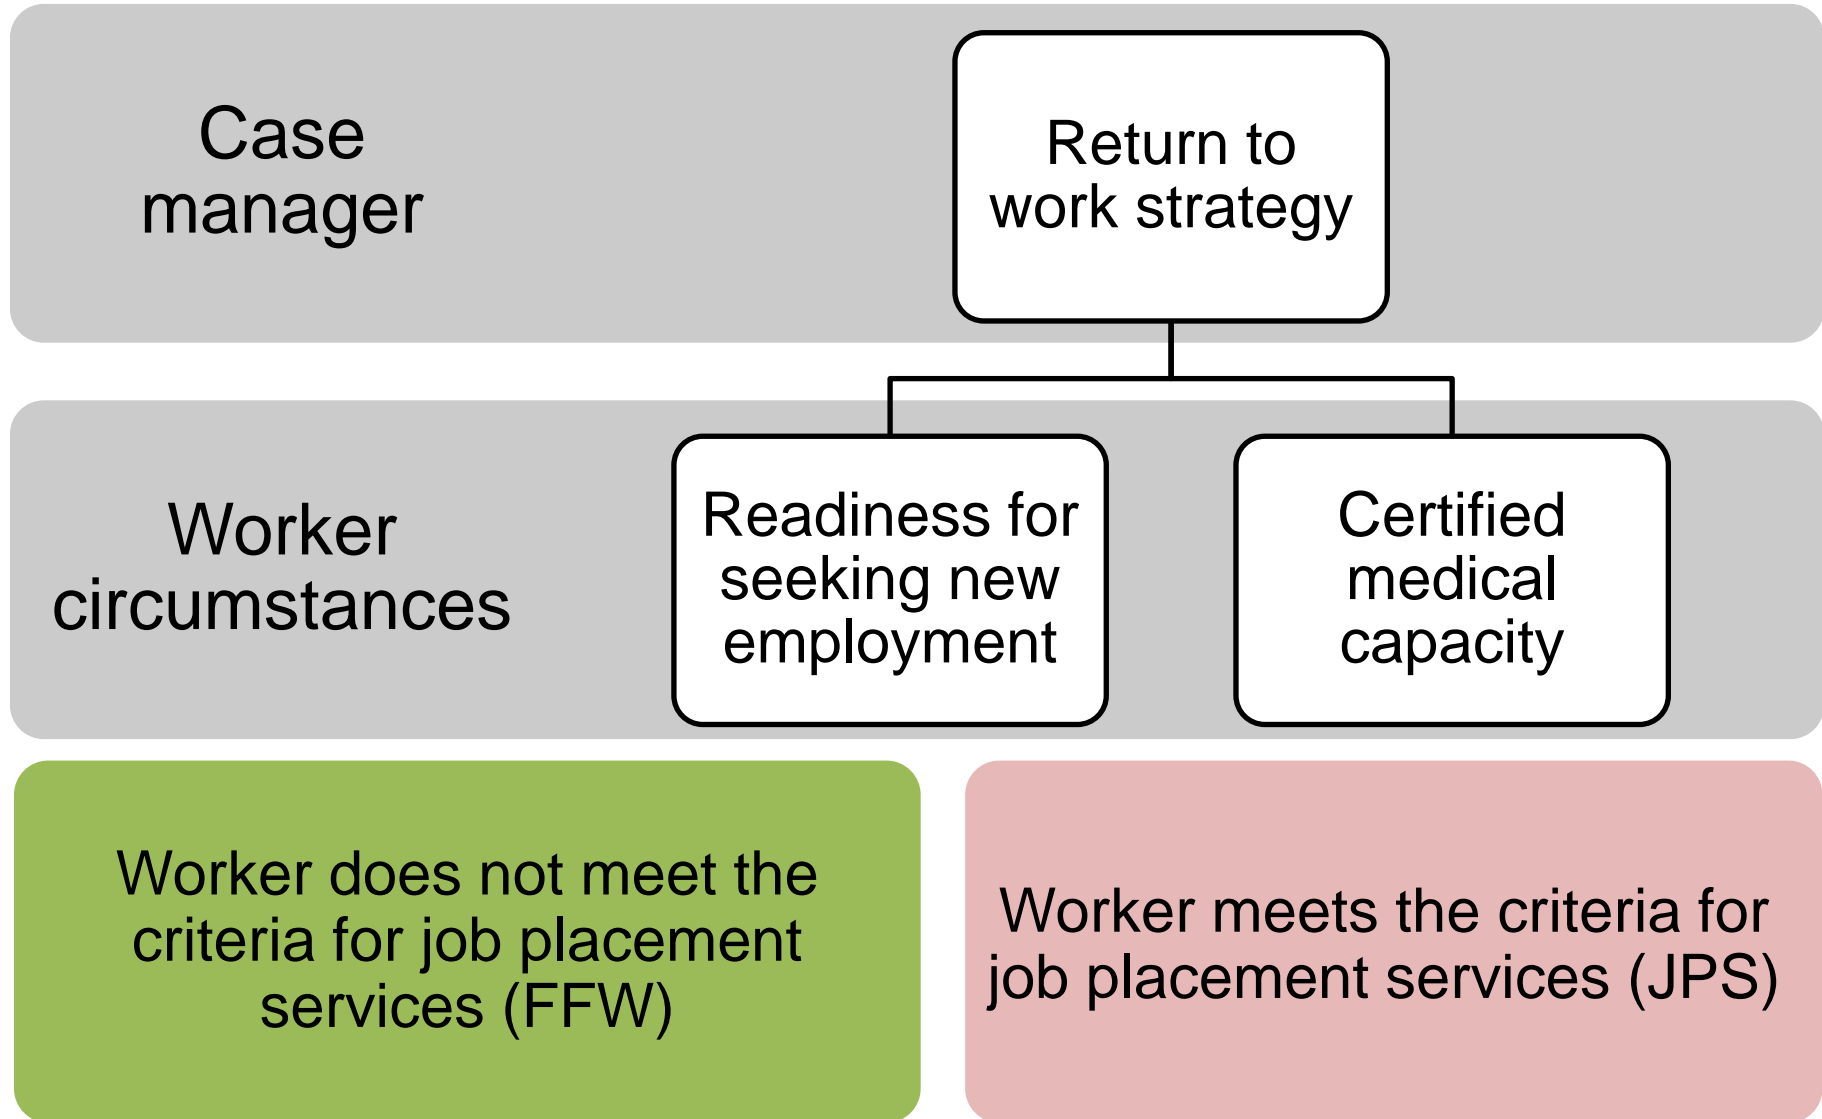 Case
manager
Return to
work strategy
Worker
circumstances
Readiness for
seeking new
employment
Certified
medical
capacity
Worker does not meet the
criteria for job placement
services (FFW)
Worker meets the criteria for
job placement services (JPS)